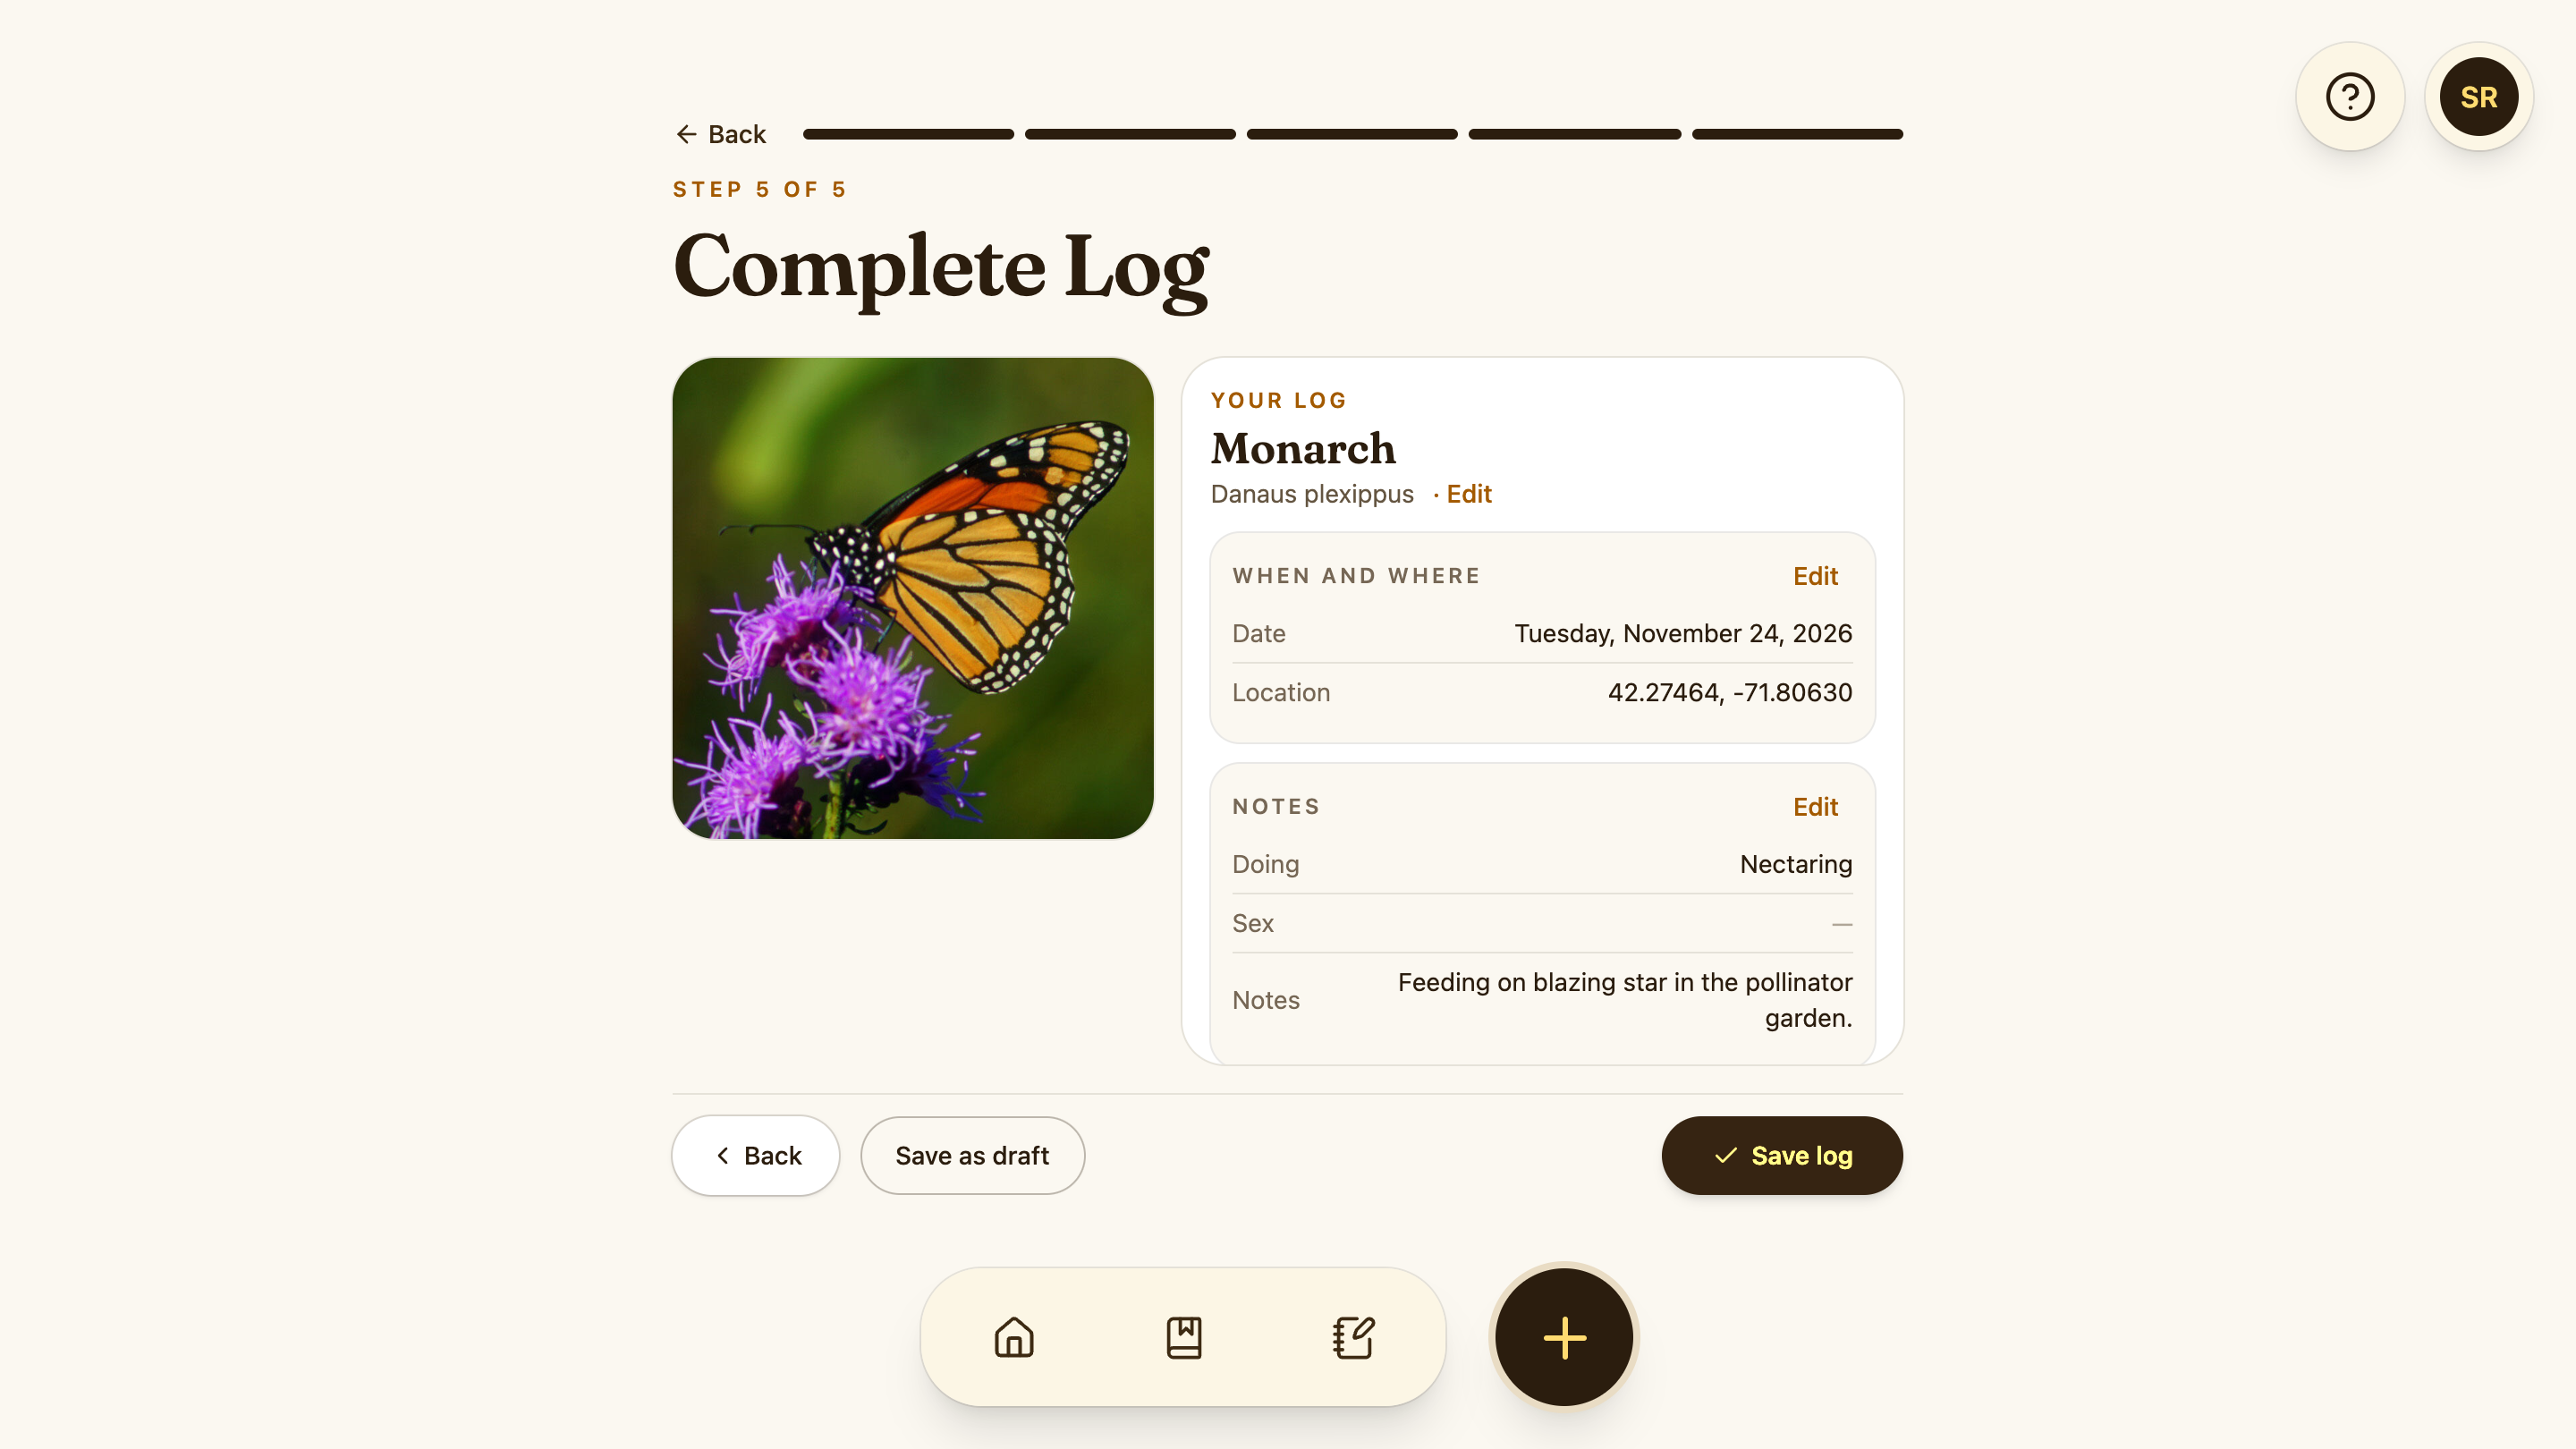 Back
SR
STEP 5 OF 5
Complete Log
YOUR LOG
Monarch
Danaus plexippus · Edit
WHEN AND WHERE Edit
Date Tuesday, November 24, 2026
Location 42.27464, -71.80630
NOTES Edit
Doing Nectaring
Sex —
Notes Feeding on blazing star in the pollinator
garden.
Back Save as draft Save log